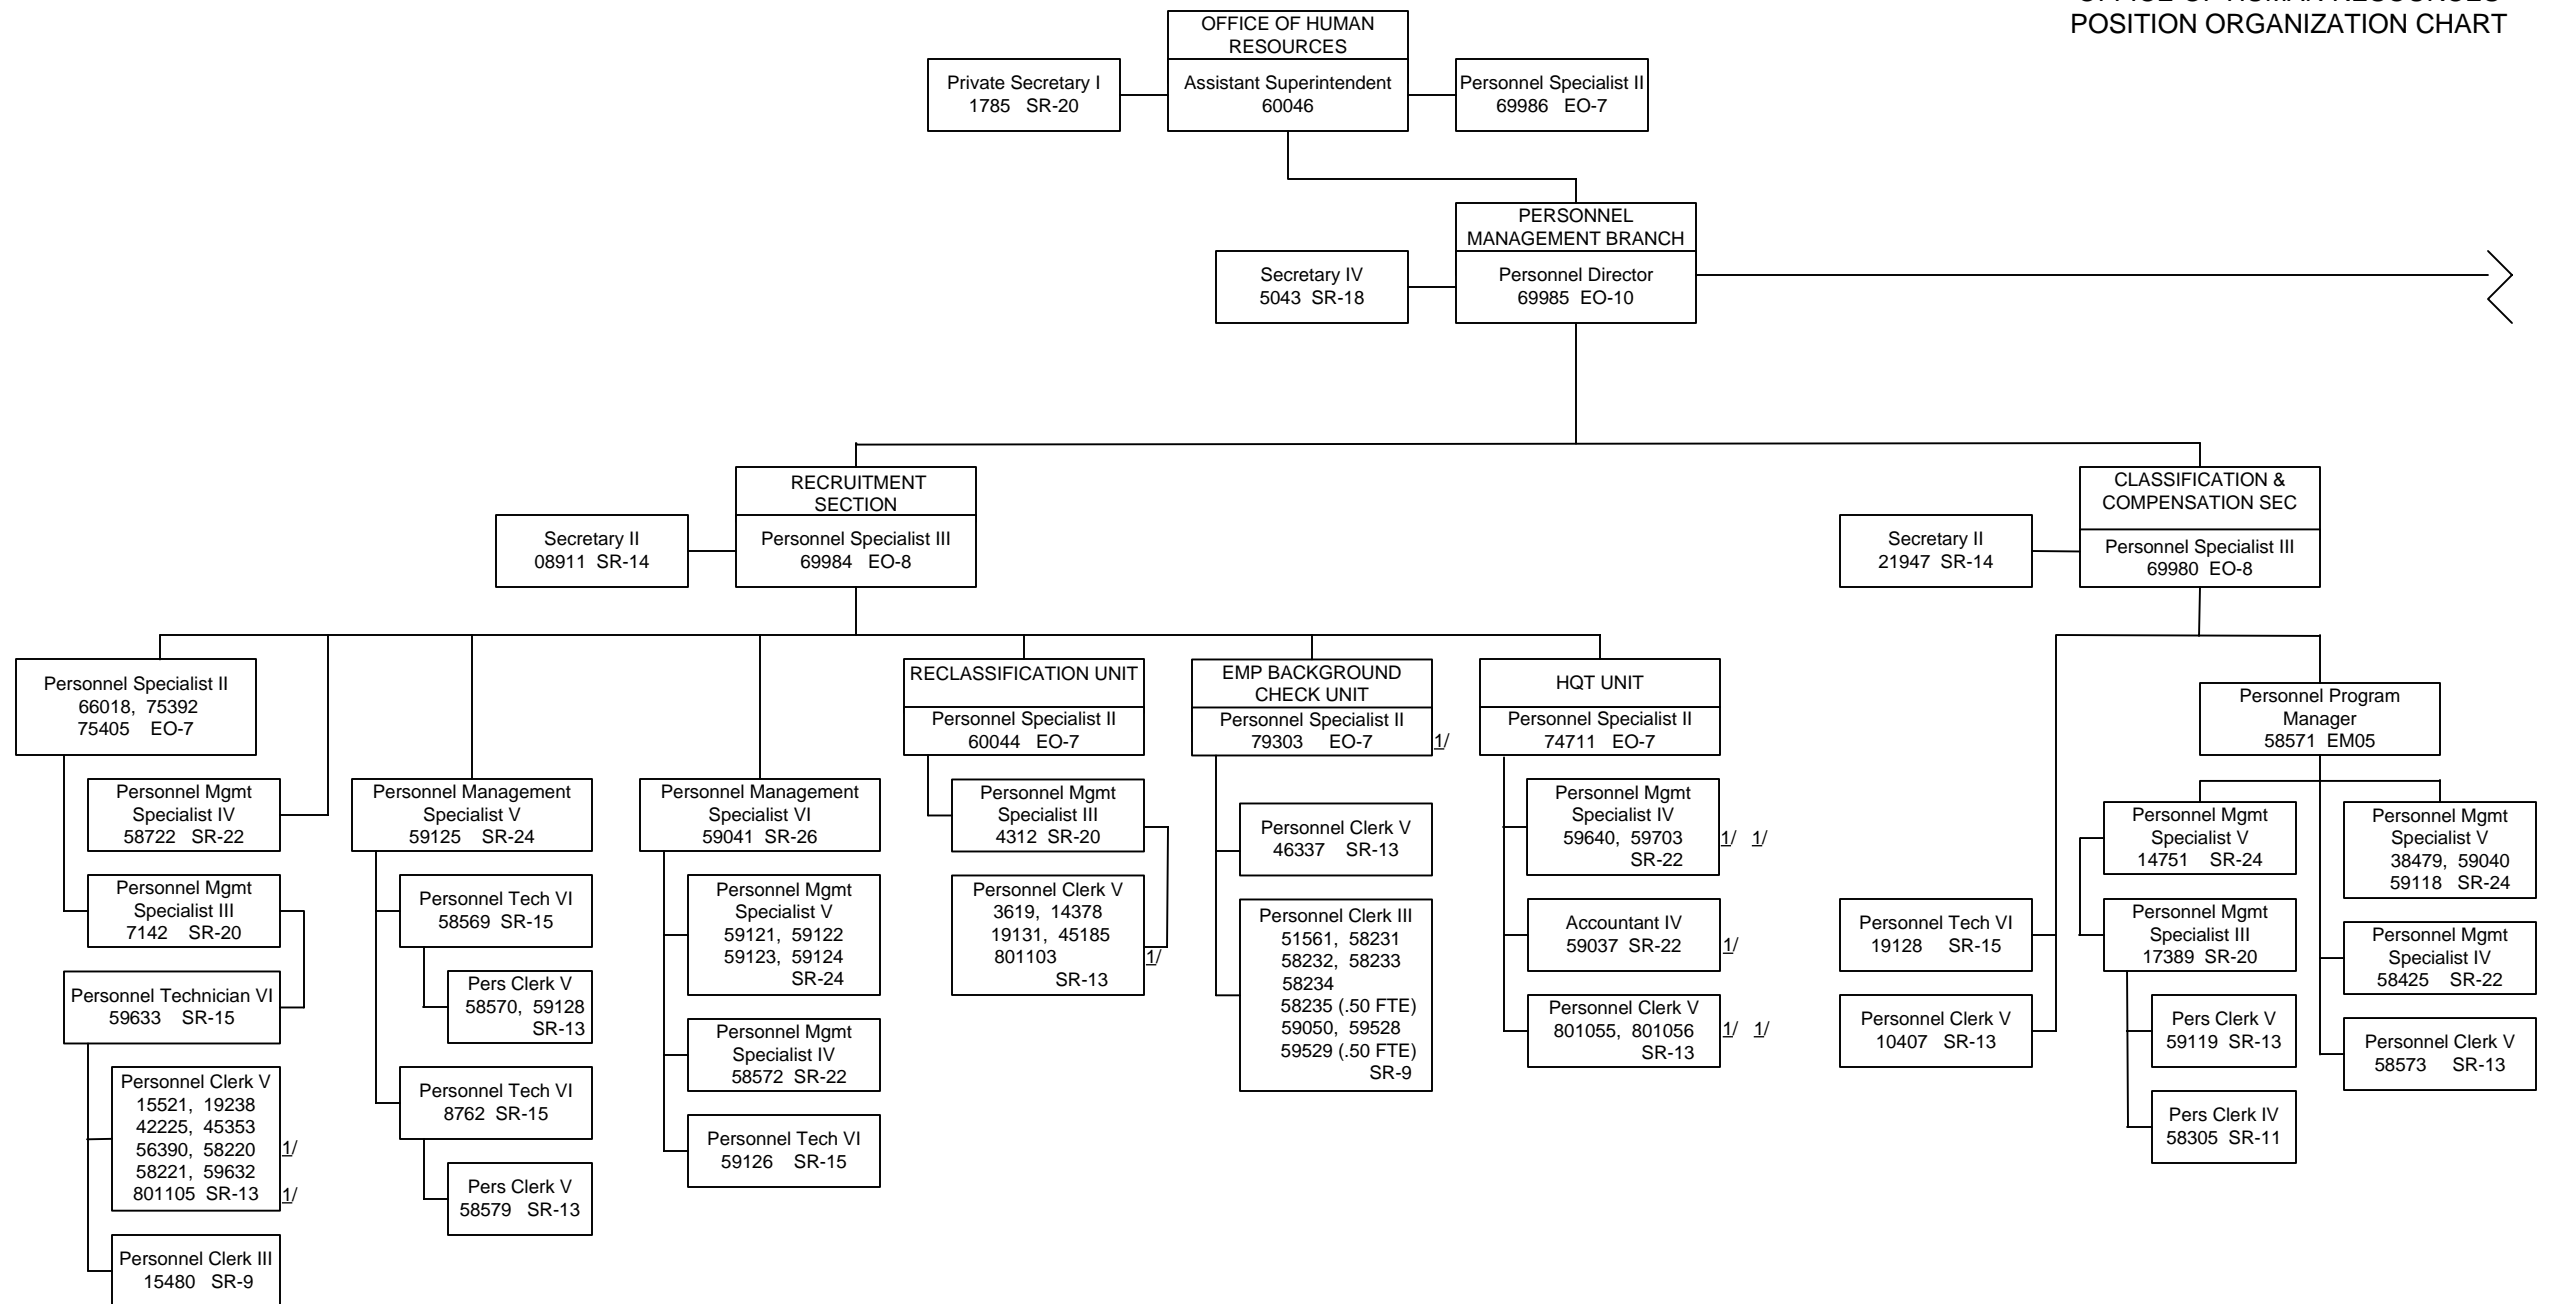 POSITION ORGANIZATION CHART
OFFICE OF HUMAN
RESOURCES
Assistant Superintendent
60046
Private Secretary I
1785 SR-20
Personnel Specialist II
69986 EO-7
PERSONNEL
MANAGEMENT BRANCH
Personnel Director
69985 EO-10
Secretary IV
5043 SR-18
RECRUITMENT
SECTION
Personnel Specialist III
69984 EO-8
Secretary II
08911 SR-14
CLASSIFICATION &
COMPENSATION SEC
Personnel Specialist III
69980 EO-8
Secretary II
21947 SR-14
Personnel Specialist II
66018, 75392
75405 EO-7
Personnel Mgmt
Specialist IV
58722 SR-22
Personnel Mgmt
Specialist III
7142 SR-20
Personnel Technician VI
59633 SR-15
Personnel Clerk V
15521, 19238
42225, 45353
56390, 58220 1/
58221, 59632
801105 SR-13 1/
Personnel Clerk III
15480 SR-9
Personnel Management
Specialist V
59125 SR-24
Personnel Tech VI
58569 SR-15
Pers Clerk V
58570, 59128
SR-13
Personnel Tech VI
8762 SR-15
Pers Clerk V
58579 SR-13
Personnel Management
Specialist VI
59041 SR-26
Personnel Mgmt
Specialist V
59121, 59122
59123, 59124
SR-24
Personnel Mgmt
Specialist IV
58572 SR-22
Personnel Tech VI
59126 SR-15
RECLASSIFICATION UNIT
Personnel Specialist II
60044 EO-7
Personnel Mgmt
Specialist III
4312 SR-20
Personnel Clerk V
3619, 14378
19131, 45185
801103 1/
SR-13
EMP BACKGROUND
CHECK UNIT
Personnel Specialist II
79303 EO-7 1/
Personnel Clerk V
46337 SR-13
Personnel Clerk III
51561, 58231
58232, 58233
58234
58235 (.50 FTE)
59050, 59528
59529 (.50 FTE)
SR-9
HQT UNIT
Personnel Specialist II
74711 EO-7
Personnel Mgmt
Specialist IV
59640, 59703 1/ 1/
SR-22
Accountant IV
59037 SR-22 1/
Personnel Clerk V
801055, 801056 1/ 1/
SR-13
Personnel Tech VI
19128 SR-15
Personnel Clerk V
10407 SR-13
Personnel Program
Manager
58571 EM05
Personnel Mgmt
Specialist V
14751 SR-24
Personnel Mgmt
Specialist III
17389 SR-20
Pers Clerk V
59119 SR-13
Pers Clerk IV
58305 SR-11
Personnel Mgmt
Specialist V
38479, 59040
59118 SR-24
Personnel Mgmt
Specialist IV
58425 SR-22
Personnel Clerk V
58573 SR-13